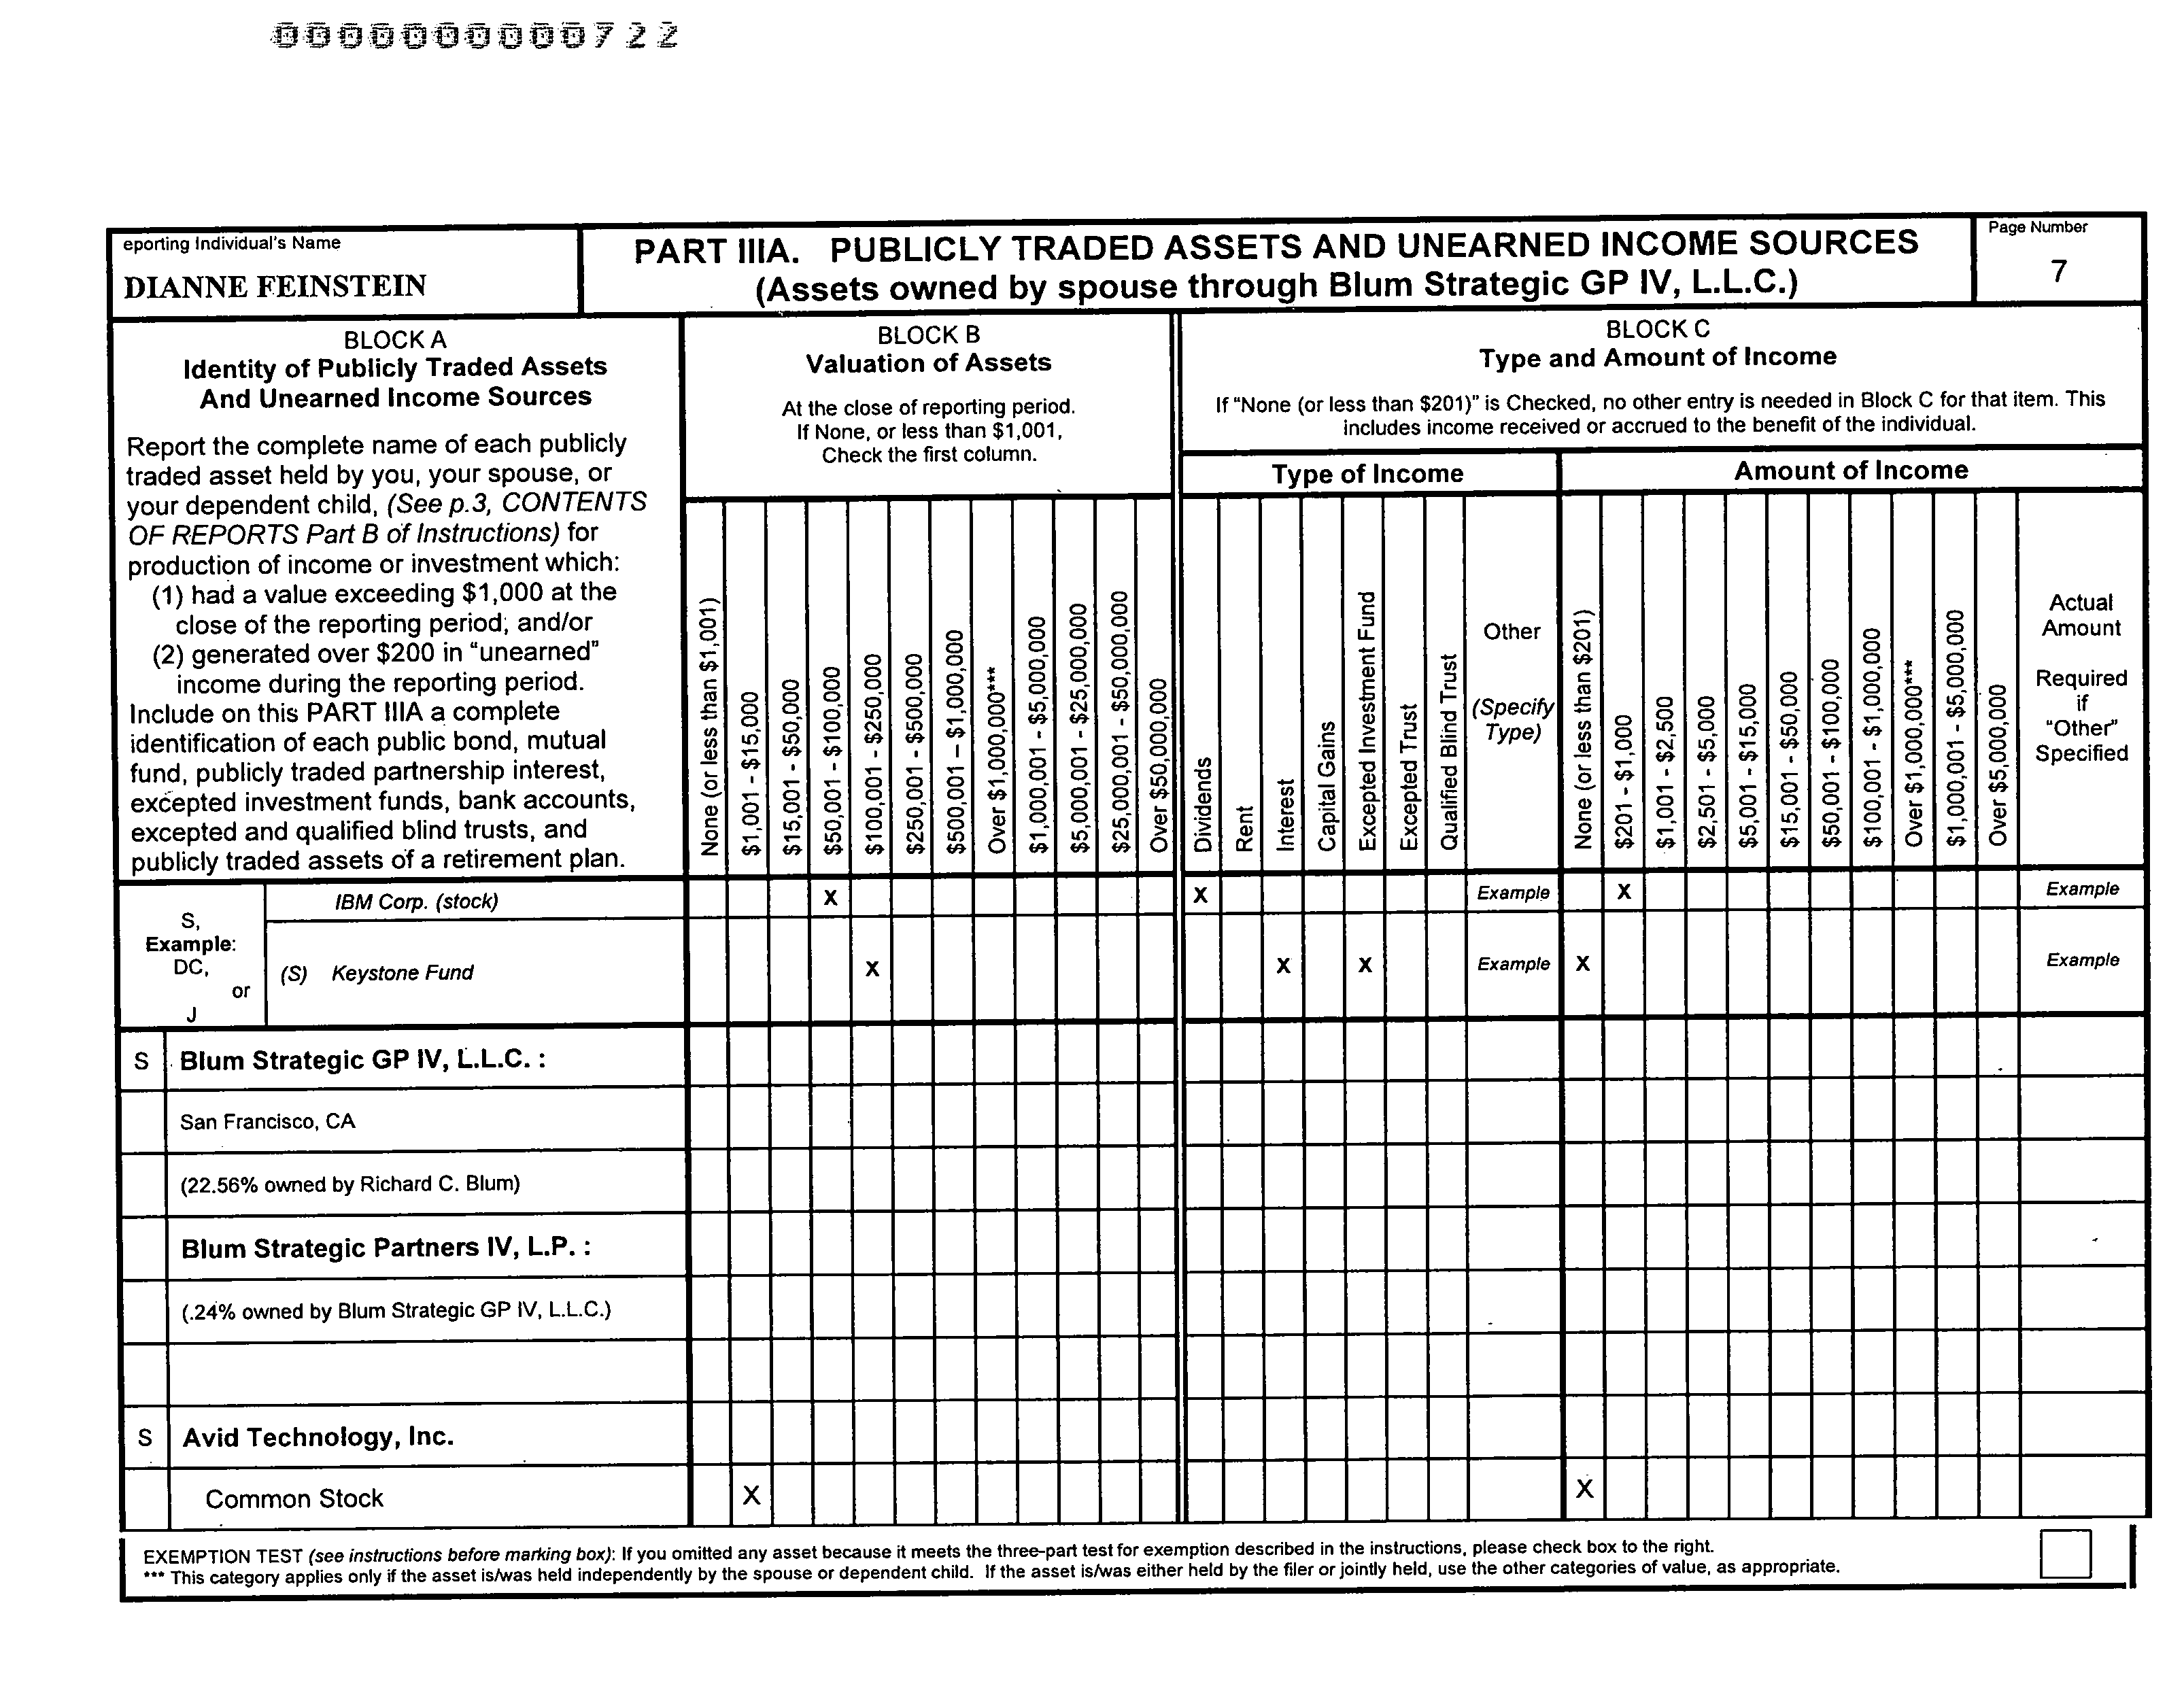 000000000722
eporting Individual's Name
DIANNE FEINSTEIN
PART IIIA. PUBLICLY TRADED ASSETS AND UNEARNED INCOME SOURCES
(Assets owned by spouse through Blum Strategic GP IV, L.L.C.)
Page Number
7
BLOCK A
Identity of Publicly Traded Assets
And Unearned Income Sources
Report the complete name of each publicly
traded asset held by you, your spouse, or
your dependent child, (See p.3, CONTENTS
OF REPORTS Part B of Instructions) for
production of income or investment which:
(1) had a value exceeding $1,000 at the
close of the reporting period; and/or
(2) generated over $200 in "unearned"
income during the reporting period.
Include on this PART IIIA a complete
identification of each public bond, mutual
fund, publicly traded partnership interest,
excepted investment funds, bank accounts,
excepted and qualified blind trusts, and
publicly traded assets of a retirement plan.
BLOCK B
Valuation of Assets
At the close of reporting period.
If None, or less than $1,001,
Check the first column.
None (or less than $1,001)
$1,001 - $15,000
$15,001 - $50,000
$50,001 - $100,000
$100,001 - $250,000
$250,001 - $500,000
$500,001 – $1,000,000
Over $1,000,000***
$1,000,001 - $5,000,000
$5,000,001 - $25,000,000
$25,000,001 - $50,000,000
Over $50,000,000
BLOCK C
Type and Amount of Income
If "None (or less than $201)" is Checked, no other entry is needed in Block C for that item. This
includes income received or accrued to the benefit of the individual.
Type of Income
Dividends
Rent
Interest
Capital Gains
Excepted Investment Fund
Excepted Trust
Qualified Blind Trust
Other
(Specify
Type)
Amount of Income
None (or less than $201)
$201 - $1,000
$1,001 - $2,500
$2,501 - $5,000
$5,001 - $15,000
$15,001 - $50,000
$50,001 - $100,000
$100,001 - $1,000,000
Over $1,000,000***
$1,000,001 - $5,000,000
Over $5,000,000
Actual
Amount
Required
if
"Other"
Specified
S,
Example:
DC,
or
J
IBM Corp. (stock) X X Example X Example
(S) Keystone Fund X X X Example X Example
S Blum Strategic GP IV, L.L.C. :
San Francisco, CA
(22.56% owned by Richard C. Blum)
Blum Strategic Partners IV, L.P. :
(.24% owned by Blum Strategic GP IV, L.L.C.)
S Avid Technology, Inc.
Common Stock X X
EXEMPTION TEST (see instructions before marking box): If you omitted any asset because it meets the three-part test for exemption described in the instructions, please check box to the right.
*** This category applies only if the asset is/was held independently by the spouse or dependent child. If the asset is/was either held by the filer or jointly held, use the other categories of value, as appropriate.